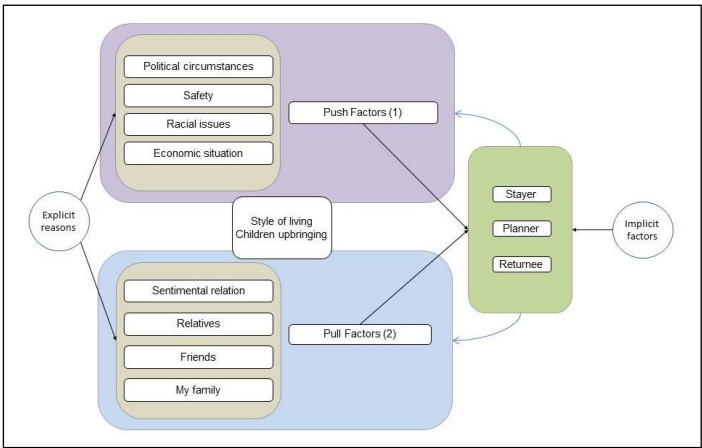 Political circumstances
Safety
Racial issues
Economic situation
Push Factors (1)
Explicit
reasons
Style of living
Children upbringing
Stayer
Planner
Returnee
Implicit
factors
Sentimental relation
Relatives
Friends
My family
Pull Factors (2)